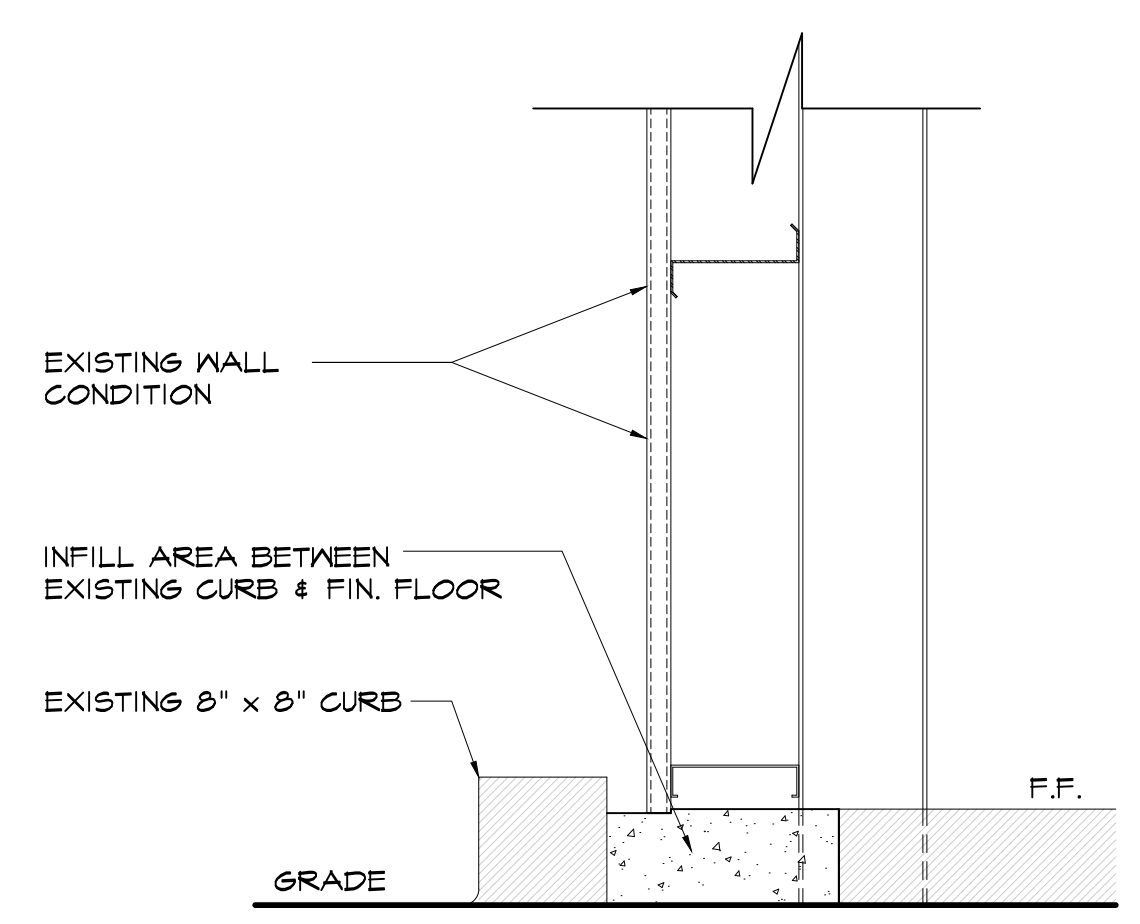 EXISTING WALL
CONDITION
INFILL AREA BETWEEN
EXISTING CURB & FIN. FLOOR
EXISTING 8" x 8" CURB
F.F.
GRADE